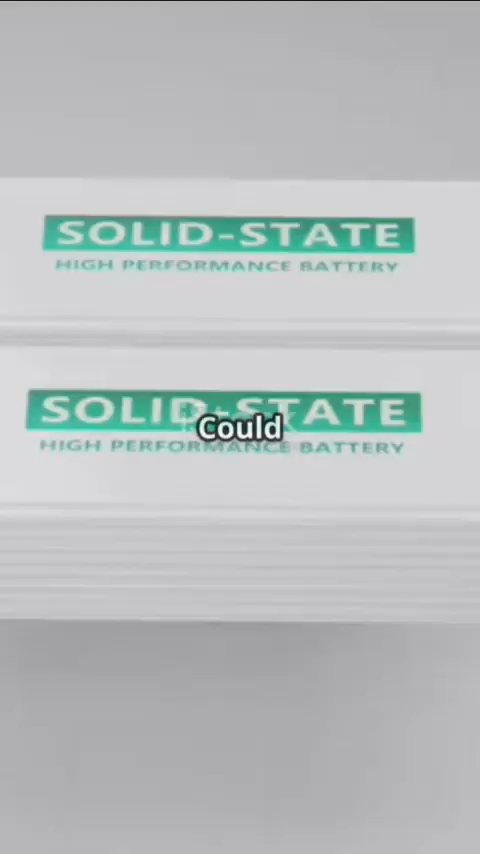 SOLID-STATE
HIGH PERFORMANCE BATTERY
SOLID-STATE
Could
HIGH PERFORMANCE BATTERY